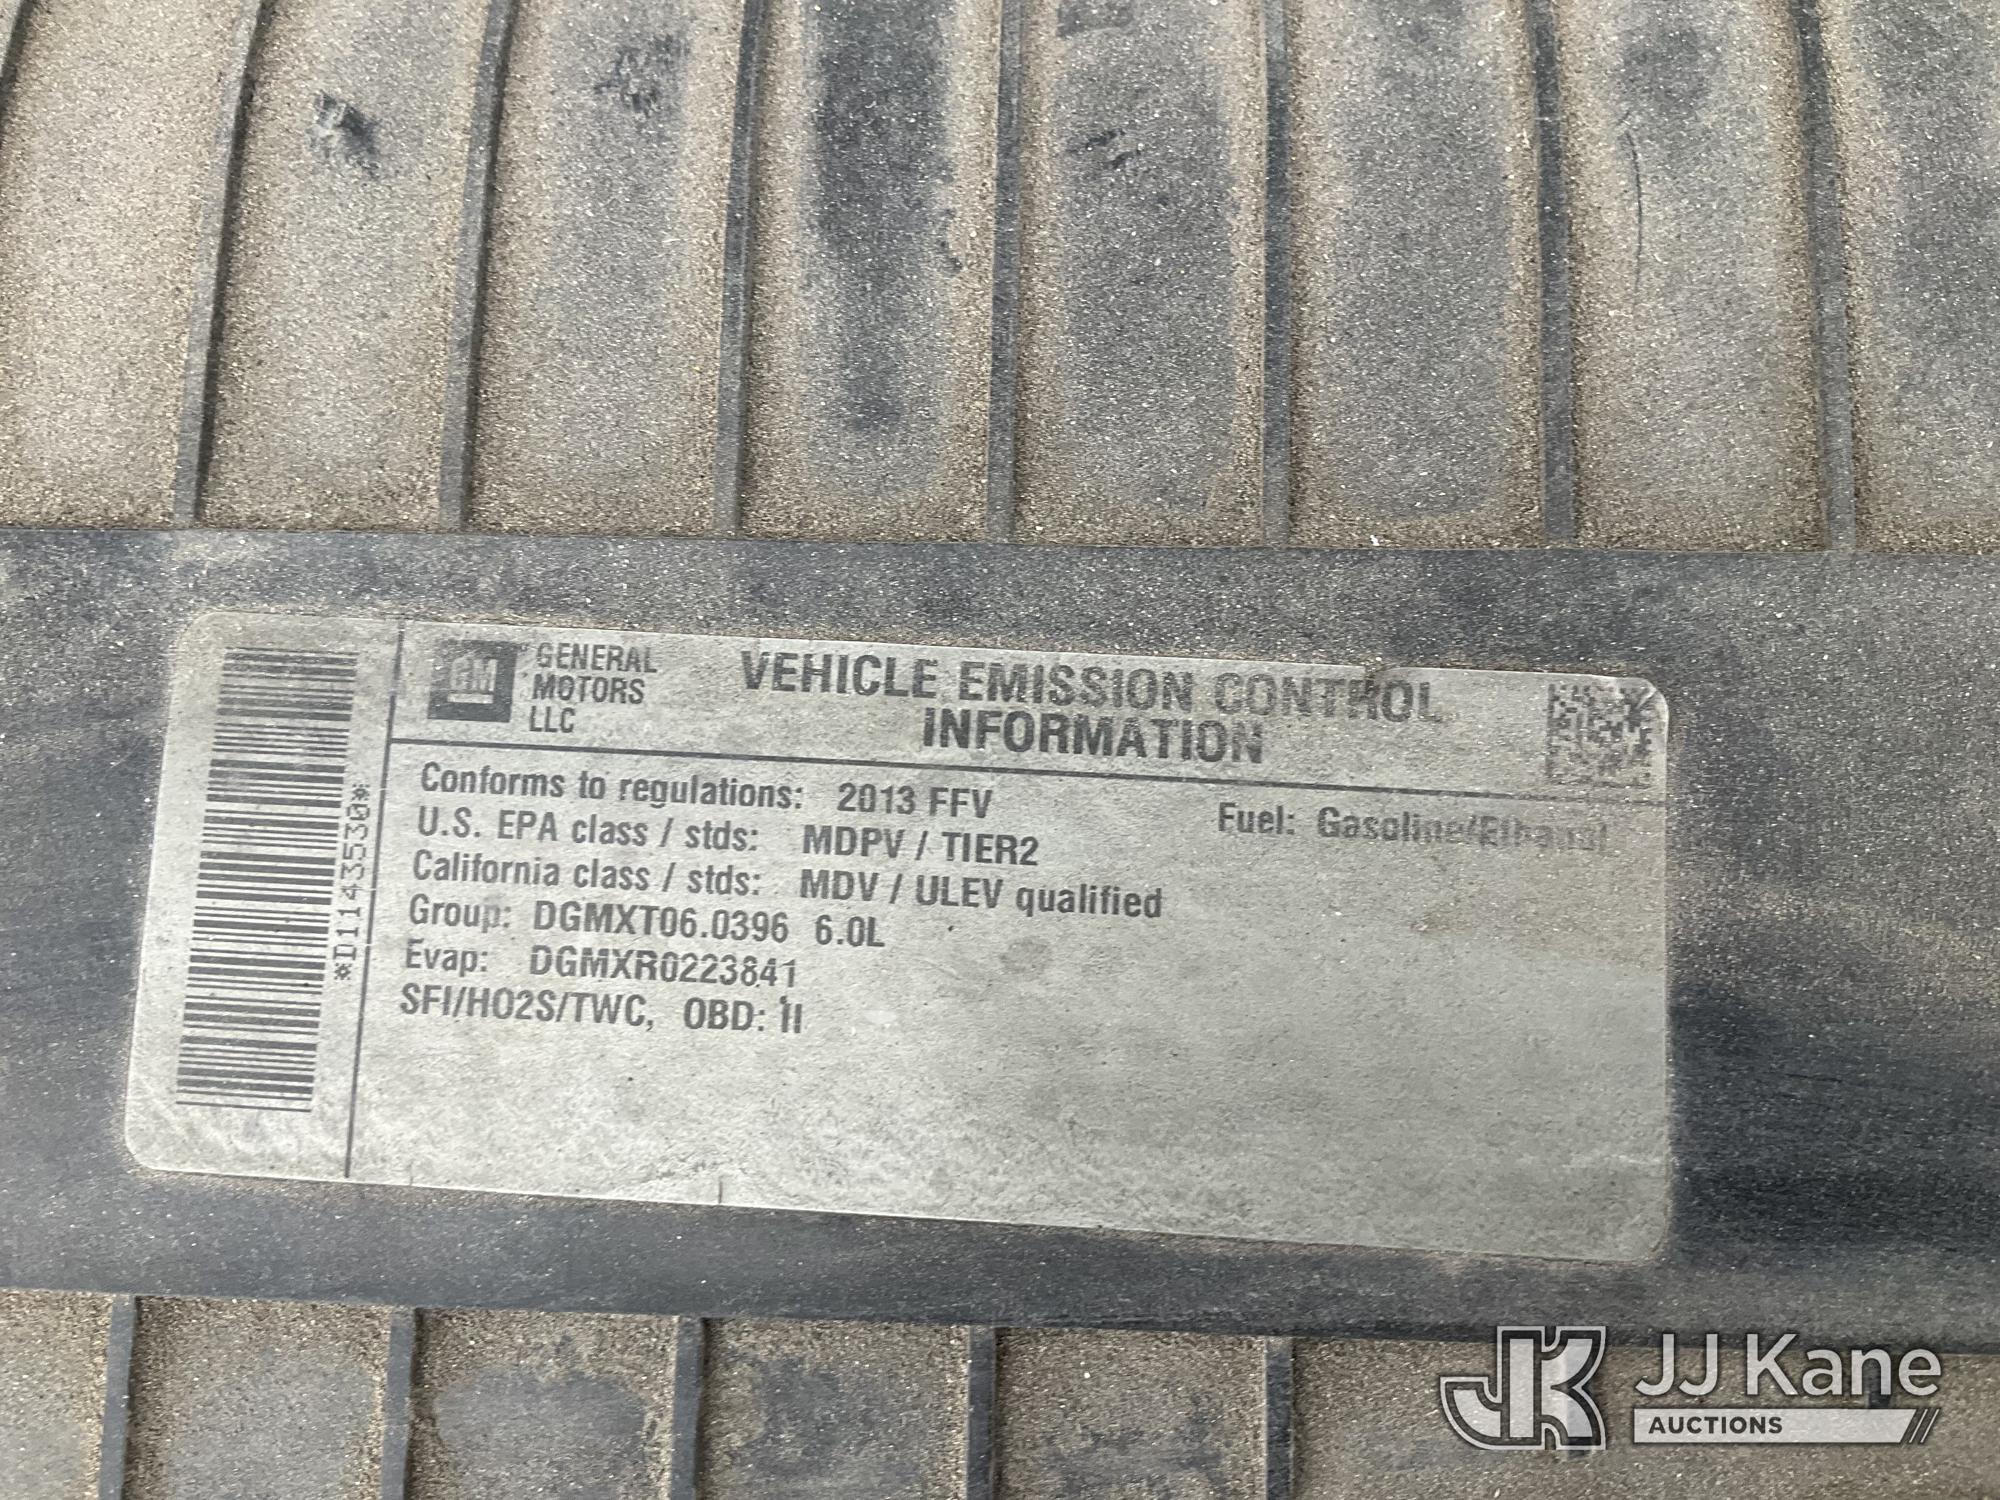 GM
GENERAL
MOTORS
LLC
VEHICLE EMISSION CONTROL
INFORMATION
Conforms to regulations: 2013 FFV
Fuel: Gasoline/Ethanol
U.S. EPA class / stds: MDPV / TIER2
California class / stds: MDV / ULEV qualified
Group: DGMXT06.0396 6.0L
Evap: DGMXR0223841
SFI/HO2S/TWC, OBD: II
*D11435530*
JK
JJ Kane
AUCTIONS